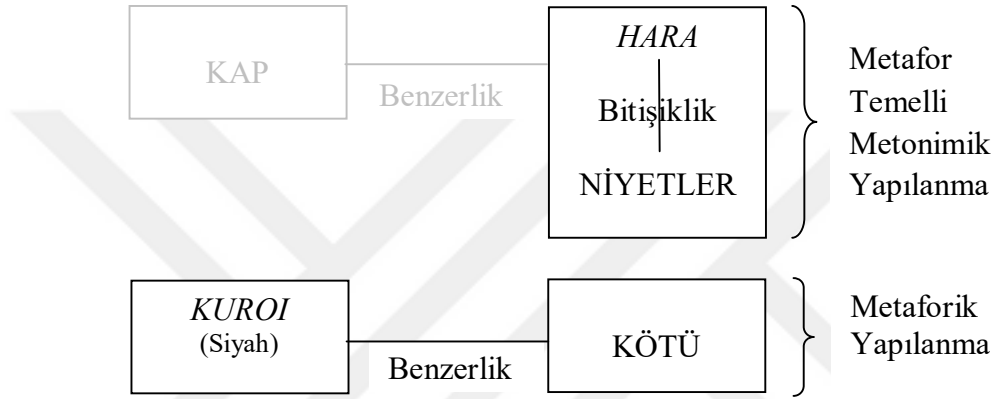 KAP
Benzerlik
HARA
Bitişiklik
NİYETLER
Metafor
Temelli
Metonimik
Yapılanma
KUROI
(Siyah)
Benzerlik
KÖTÜ
Metaforik
Yapılanma